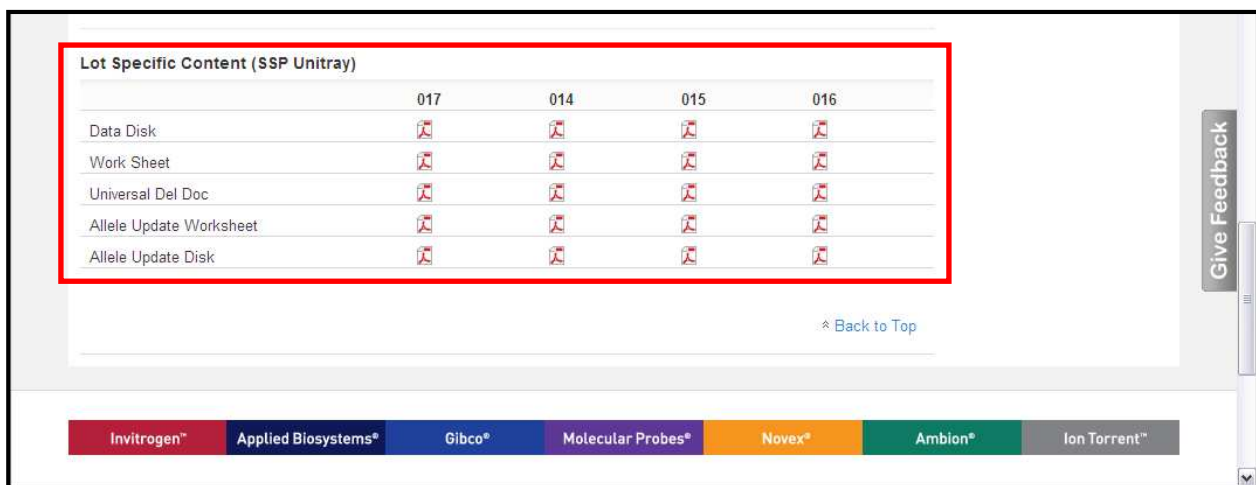 Lot Specific Content (SSP Unitray)
017 014 015 016
Data Disk
Work Sheet
Universal Del Doc
Allele Update Worksheet
Allele Update Disk
Give Feedback
Back to Top
Invitrogen™ Applied Biosystems® Gibco® Molecular Probes® Novex® Ambion® Ion Torrent™